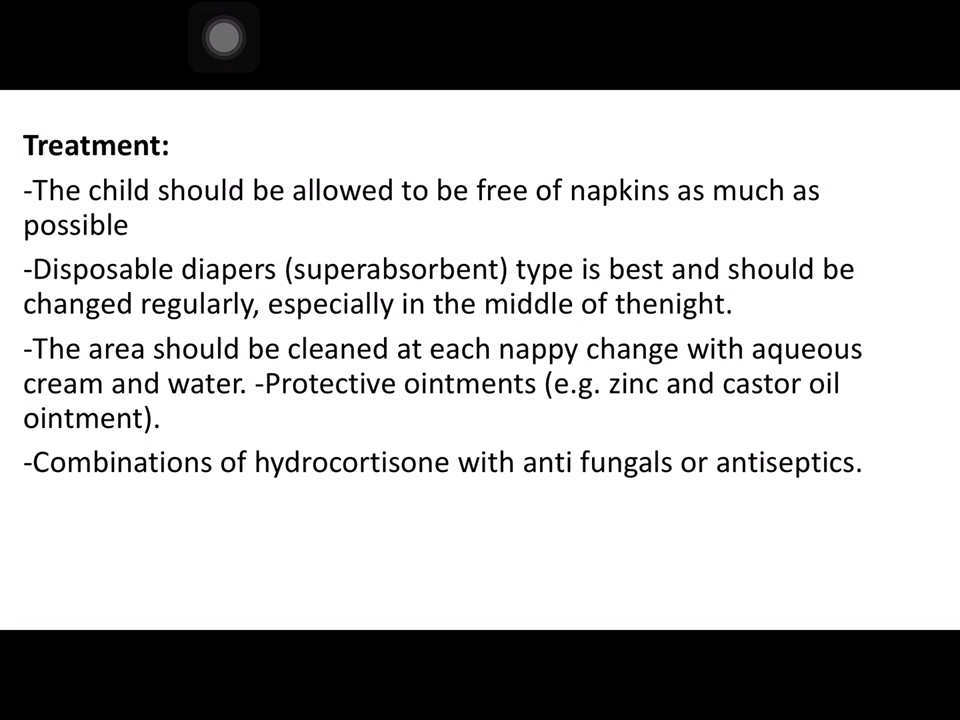 Treatment:
-The child should be allowed to be free of napkins as much as
possible
-Disposable diapers (superabsorbent) type is best and should be
changed regularly, especially in the middle of thenight.
-The area should be cleaned at each nappy change with aqueous
cream and water. -Protective ointments (e.g. zinc and castor oil
ointment).
-Combinations of hydrocortisone with anti fungals or antiseptics.